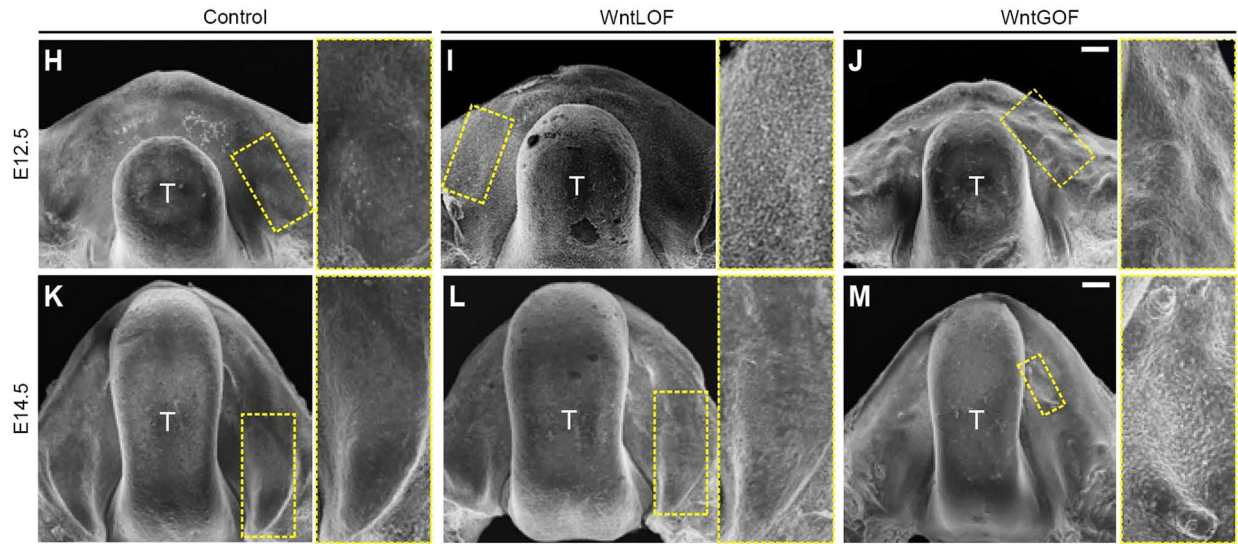 Control WntLOF WntGOF
E12.5
H I J
T T T
E14.5
K L M
T T T